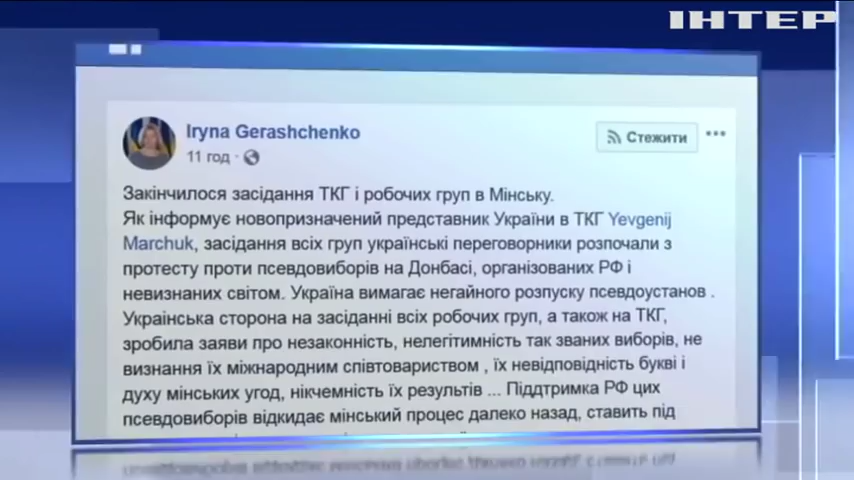 ІНТЕР
Iryna Gerashchenko
11 год ·
Стежити
Закінчилося засідання ТКГ і робочих груп в Мінську.
Як інформує новопризначений представник України в ТКГ Yevgenij
Marchuk, засідання всіх груп українські переговорники розпочали з
протесту проти псевдовиборів на Донбасі, організованих РФ і
невизнаних світом. Україна вимагає негайного розпуску псевдоустанов .
Українська сторона на засіданні всіх робочих груп, а також на ТКГ,
зробила заяви про незаконність, нелегітимність так званих виборів, не
визнання їх міжнародним співтовариством , їх невідповідність букві і
духу мінських угод, нікчемність їх результів ... Піддтримка РФ цих
псевдовиборів відкидає мінський процес далеко назад, ставить під